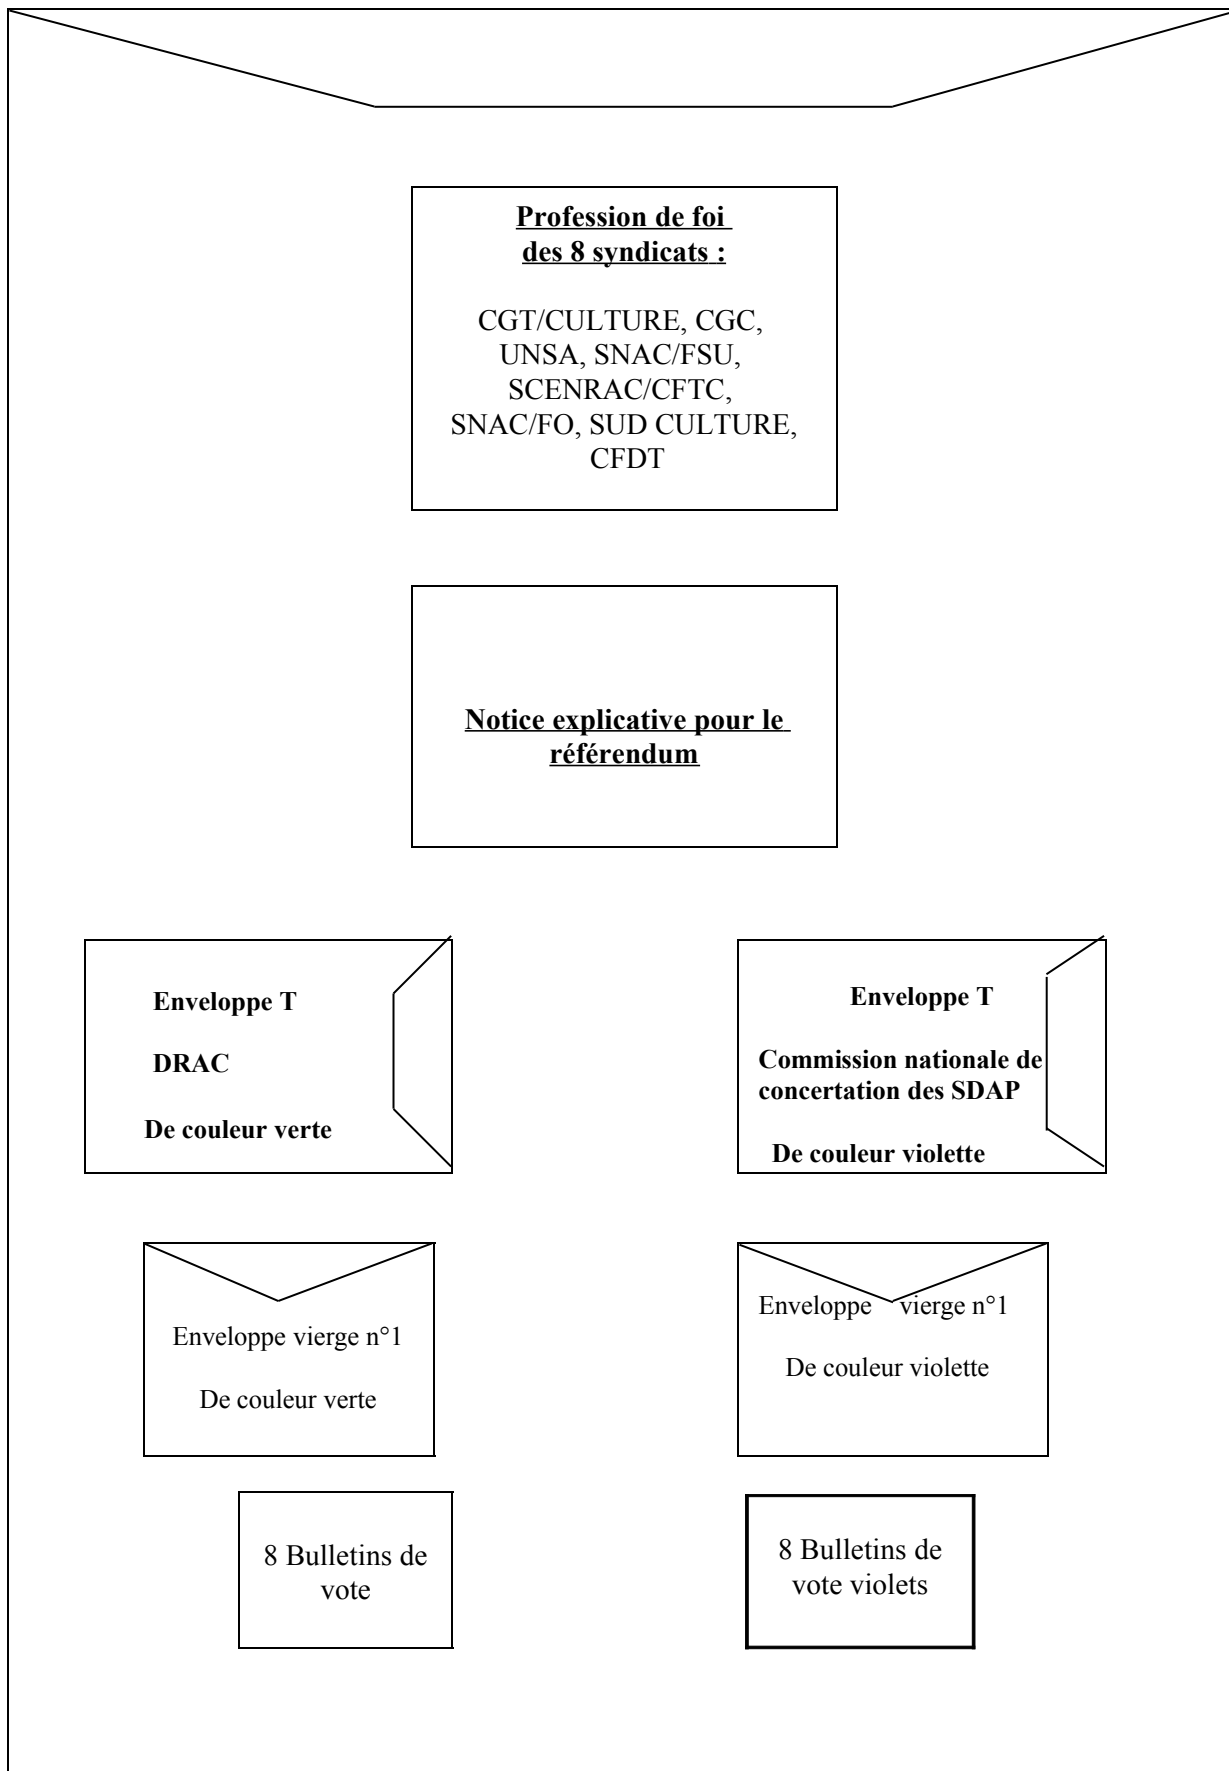 Profession de foi
des 8 syndicats :
CGT/CULTURE, CGC,
UNSA, SNAC/FSU,
SCENRAC/CFTC,
SNAC/FO, SUD CULTURE,
CFDT
Notice explicative pour le
référendum
Enveloppe T
DRAC
De couleur verte
Enveloppe T
Commission nationale de
concertation des SDAP
De couleur violette
Enveloppe vierge n°1
De couleur verte
Enveloppe vierge n°1
De couleur violette
8 Bulletins de
vote
8 Bulletins de
vote violets